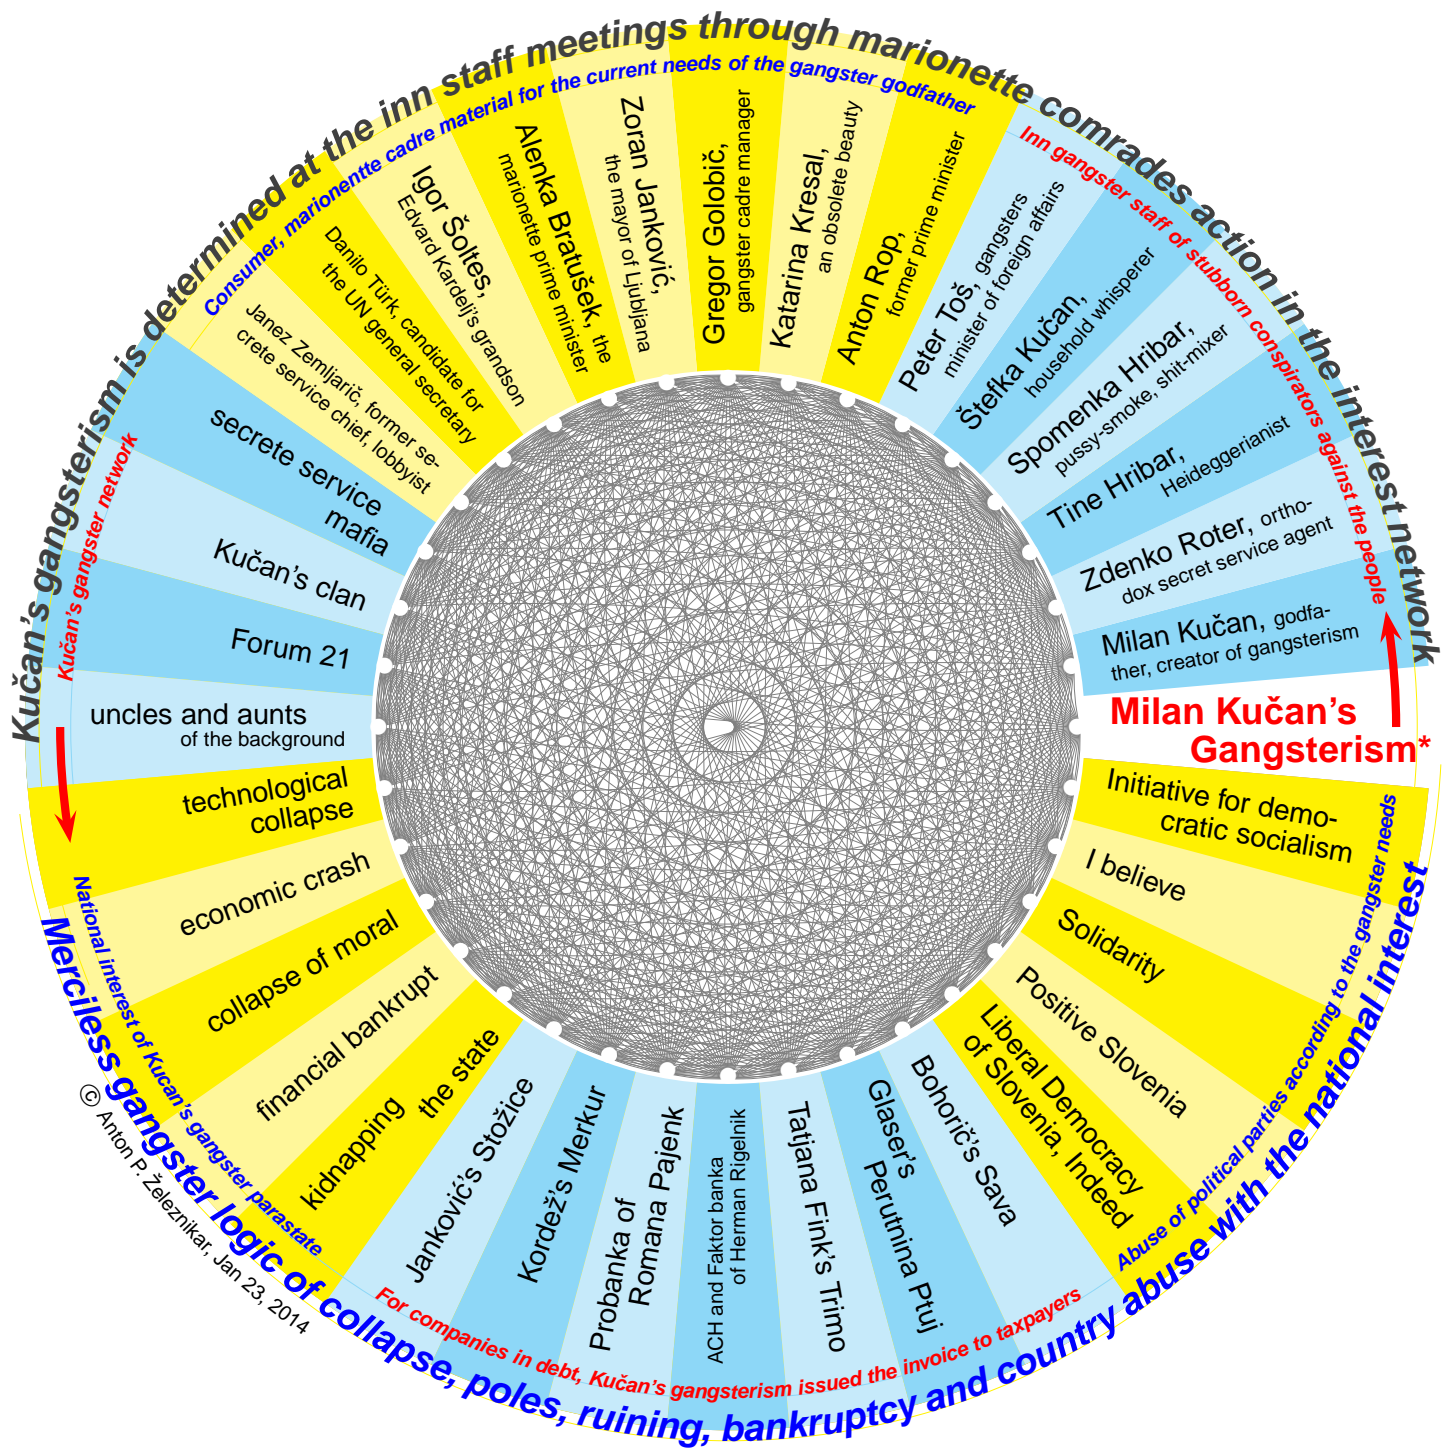 Kučan's gangsterism is determined at the inn staff meetings through marionette comrades action in the interest network
Consumer, marionentte cadre material for the current needs of the gangster godfather
Inn gangster staff of stubborn conspirators against the people
Kučan's gangster network
Milan Kučan's
Gangsterism*
Milan Kučan, godfa-
ther, creator of gangsterism
Zdenko Roter, ortho-
dox secret service agent
Tine Hribar,
Heideggerianist
Spomenka Hribar,
pussy-smoke, shit-mixer
Štefka Kučan,
household whisperer
Peter Toš, gangsters
minister of foreign affairs
Anton Rop,
former prime minister
Katarina Kresal,
an obsolete beauty
Gregor Golobič,
gangster cadre manager
Zoran Janković,
the mayor of Ljubljana
Alenka Bratušek, the
marionette prime minister
Igor Šoltes,
Edvard Kardelj's grandson
Danilo Türk, candidate for
the UN general secretary
Janez Zemljarič, former se-
crete service chief, lobbyist
secrete service
mafia
Kučan's clan
Forum 21
uncles and aunts
of the background
technological
collapse
economic crash
collapse of moral
financial bankrupt
kidnapping
the state
Janković's Stožice
Kordež's Merkur
Probanka of
Romana Pajenk
ACH and Faktor banka
of Herman Rigelnik
Tatjana Fink's Trimo
Glaser's
Perutnina Ptuj
Bohorič's Sava
Liberal Democracy
of Slovenia, Indeed
Positive Slovenia
Solidarity
I believe
Initiative for demo-
cratic socialism
National interest of Kučan's gangster parastate
For companies in debt, Kučan's gangsterism issued the invoice to taxpayers
Abuse of political parties according to the gangster needs
Merciless gangster logic of collapse, poles, ruining, bankruptcy and country abuse with the national interest
© Anton P. Železnikar, Jan 23, 2014